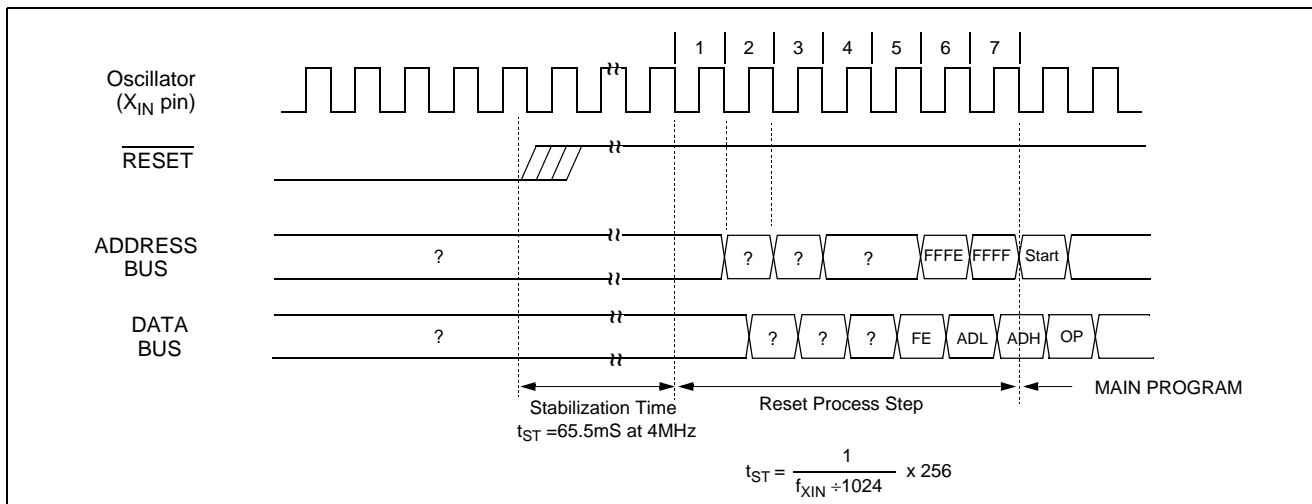 1 2 3 4 5 6 7
Oscillator
(XIN pin)
RESET
ADDRESS
BUS
? ? ? ? FFFE FFFF Start
DATA
BUS
? ? ? ? FE ADL ADH OP
Stabilization Time
tST =65.5mS at 4MHz
Reset Process Step
MAIN PROGRAM
tST = 1 / fXIN ÷1024 x 256